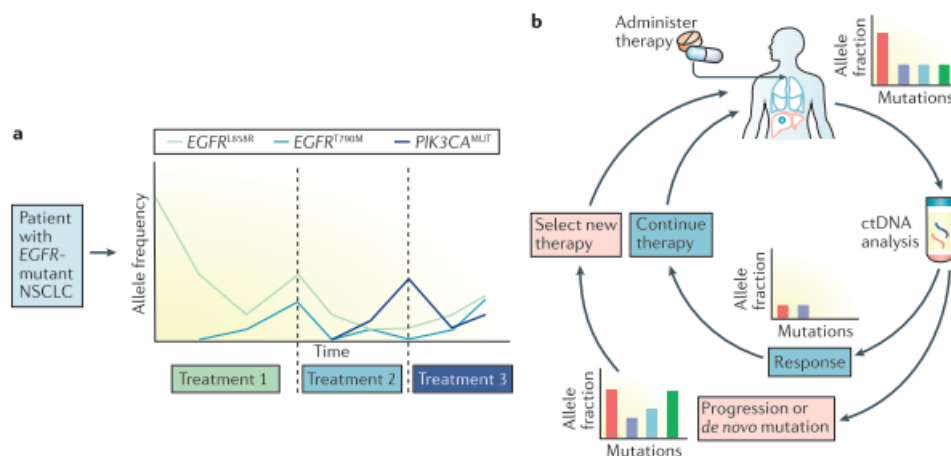 a
EGFR^L858R EGFR^T790M PIK3CA^MUT
Patient
with
EGFR-
mutant
NSCLC
Allele frequency
Time
Treatment 1
Treatment 2
Treatment 3
b
Administer
therapy
Allele
fraction
Mutations
Select new
therapy
Continue
therapy
ctDNA
analysis
Allele
fraction
Mutations
Response
Allele
fraction
Mutations
Progression or
de novo mutation